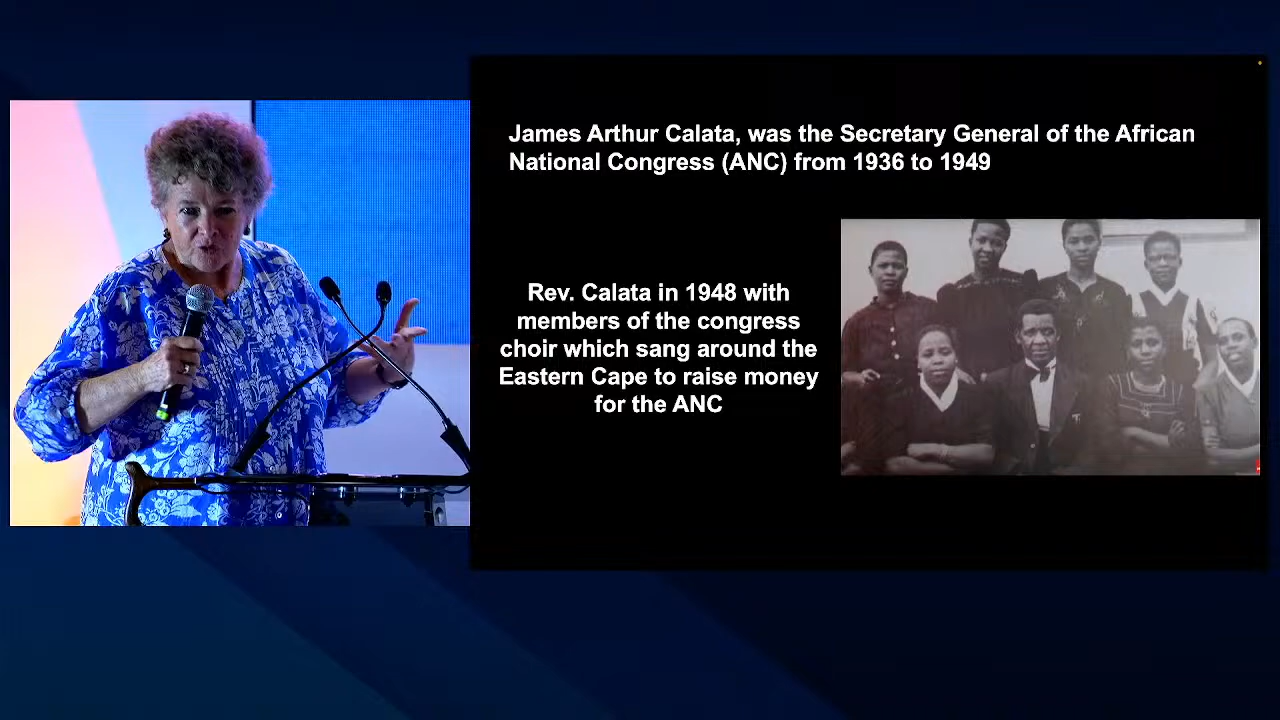 James Arthur Calata, was the Secretary General of the African
National Congress (ANC) from 1936 to 1949
Rev. Calata in 1948 with
members of the congress
choir which sang around the
Eastern Cape to raise money
for the ANC